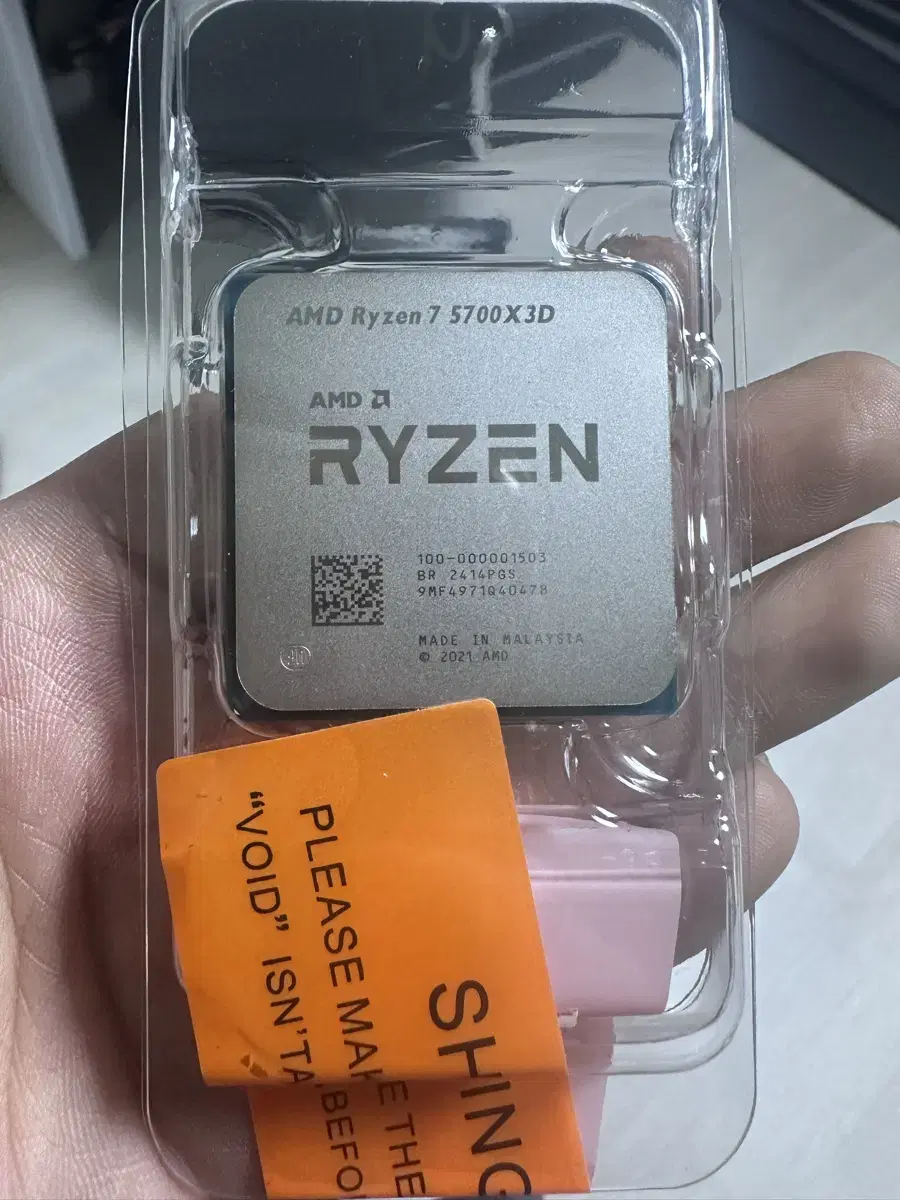 AMD Ryzen 7 5700X3D
AMD
RYZEN
100-000001503
BR 2414PGS
9MF4971Q40478
MADE IN MALAYSIA
© 2021 AMD
SHING
PLEASE MAKE THE
"VOID" ISN'T BEFO